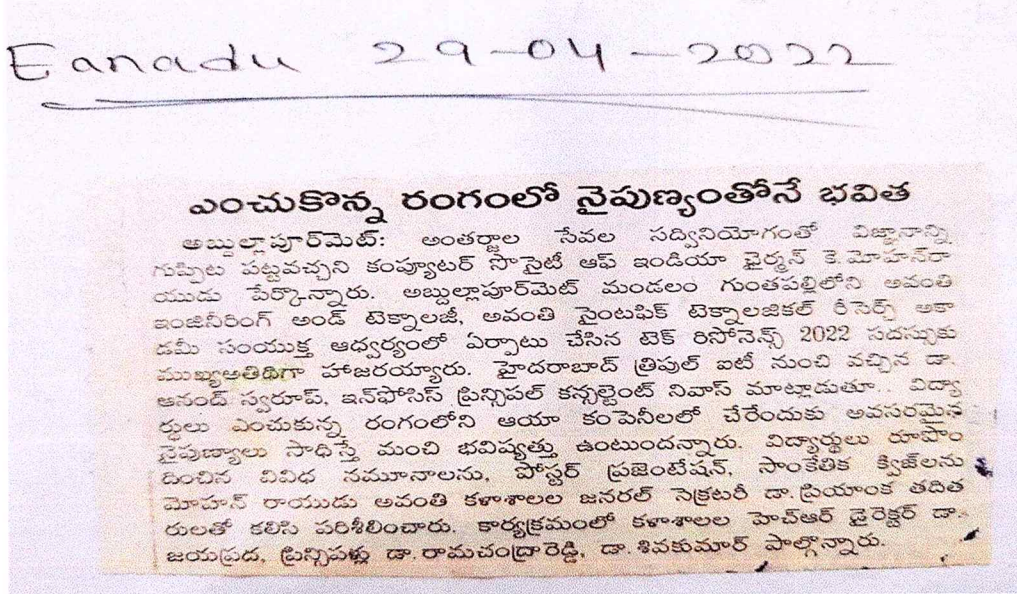 Eanadu 29-04-2022
ఎంచుకొన్న రంగంలో నైపుణ్యంతోనే భవిత
అబ్దుల్లాపూర్‌మెట్: అంతర్జాల సేవల సద్వినియోగంతో విజ్ఞానాన్ని
గుప్పిట పట్టవచ్చని కంప్యూటర్ సొసైటీ ఆఫ్ ఇండియా ఛైర్మన్ కె.మోహన్‌రా
యుడు పేర్కొన్నారు. అబ్దుల్లాపూర్‌మెట్ మండలం గుంతపల్లిలోని అవంతి
ఇంజినీరింగ్ అండ్ టెక్నాలజీ, అవంతి సైంటఫిక్ టెక్నాలజికల్ రీసెర్చ్ అకా
డమీ సంయుక్త ఆధ్వర్యంలో ఏర్పాటు చేసిన టెక్ రిసోనెన్స్ 2022 సదస్సుకు
ముఖ్యఅతిథిగా హాజరయ్యారు. హైదరాబాద్ త్రిపుల్ ఐటీ నుంచి వచ్చిన డా.
ఆనంద్ స్వరూప్, ఇన్‌ఫోసిస్ ప్రిన్సిపల్ కన్సల్టెంట్ నివాస్ మాట్లాడుతూ.. విద్యా
ర్థులు ఎంచుకున్న రంగంలోని ఆయా కంపెనీలలో చేరేందుకు అవసరమైన
నైపుణ్యాలు సాధిస్తే మంచి భవిష్యత్తు ఉంటుందన్నారు. విద్యార్థులు రూపొం
దించిన వివిధ నమూనాలను, పోస్టర్ ప్రజెంటేషన్, సాంకేతిక క్విజ్‌లను
మోహన్ రాయుడు అవంతి కళాశాలల జనరల్ సెక్రటరీ డా. ప్రియాంక తదిత
రులతో కలిసి పరిశీలించారు. కార్యక్రమంలో కళాశాలల హెచ్ఆర్ డైరెక్టర్ డా.
జయప్రద, ప్రిన్సిపళ్లు డా. రామచంద్రారెడ్డి, డా. శివకుమార్ పాల్గొన్నారు.